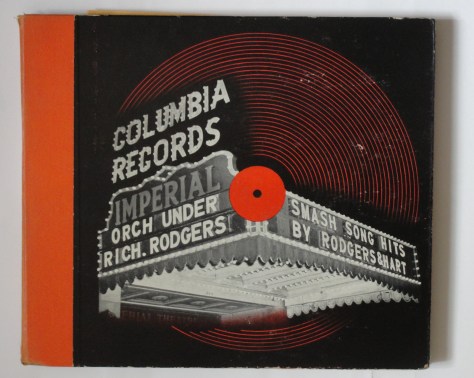 COLUMBIA
RECORDS
IMPERIAL
ORCH UNDER
RICH. RODGERS
SMASH SONG HITS
BY RODGERS & HART